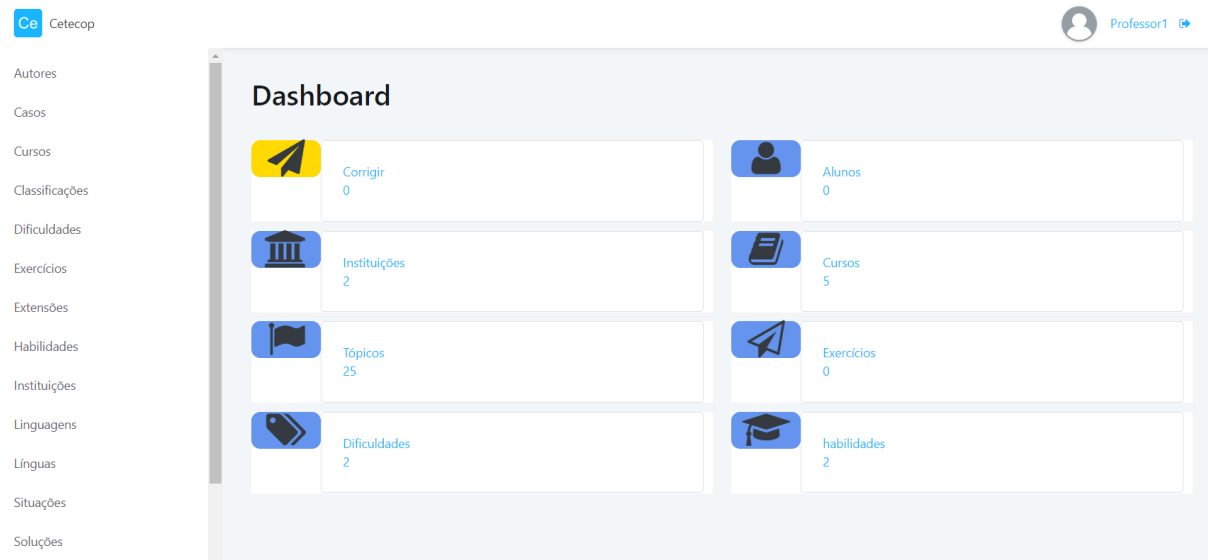 Ce Cetecop
Professor1
Autores
Casos
Cursos
Classificações
Dificuldades
Exercícios
Extensões
Habilidades
Instituições
Linguagens
Línguas
Situações
Soluções
Dashboard
Corrigir
0
Alunos
0
Instituições
2
Cursos
5
Tópicos
25
Exercícios
0
Dificuldades
2
habilidades
2